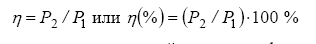 η = P₂ / P₁ или η(%) = (P₂ / P₁)·100 %